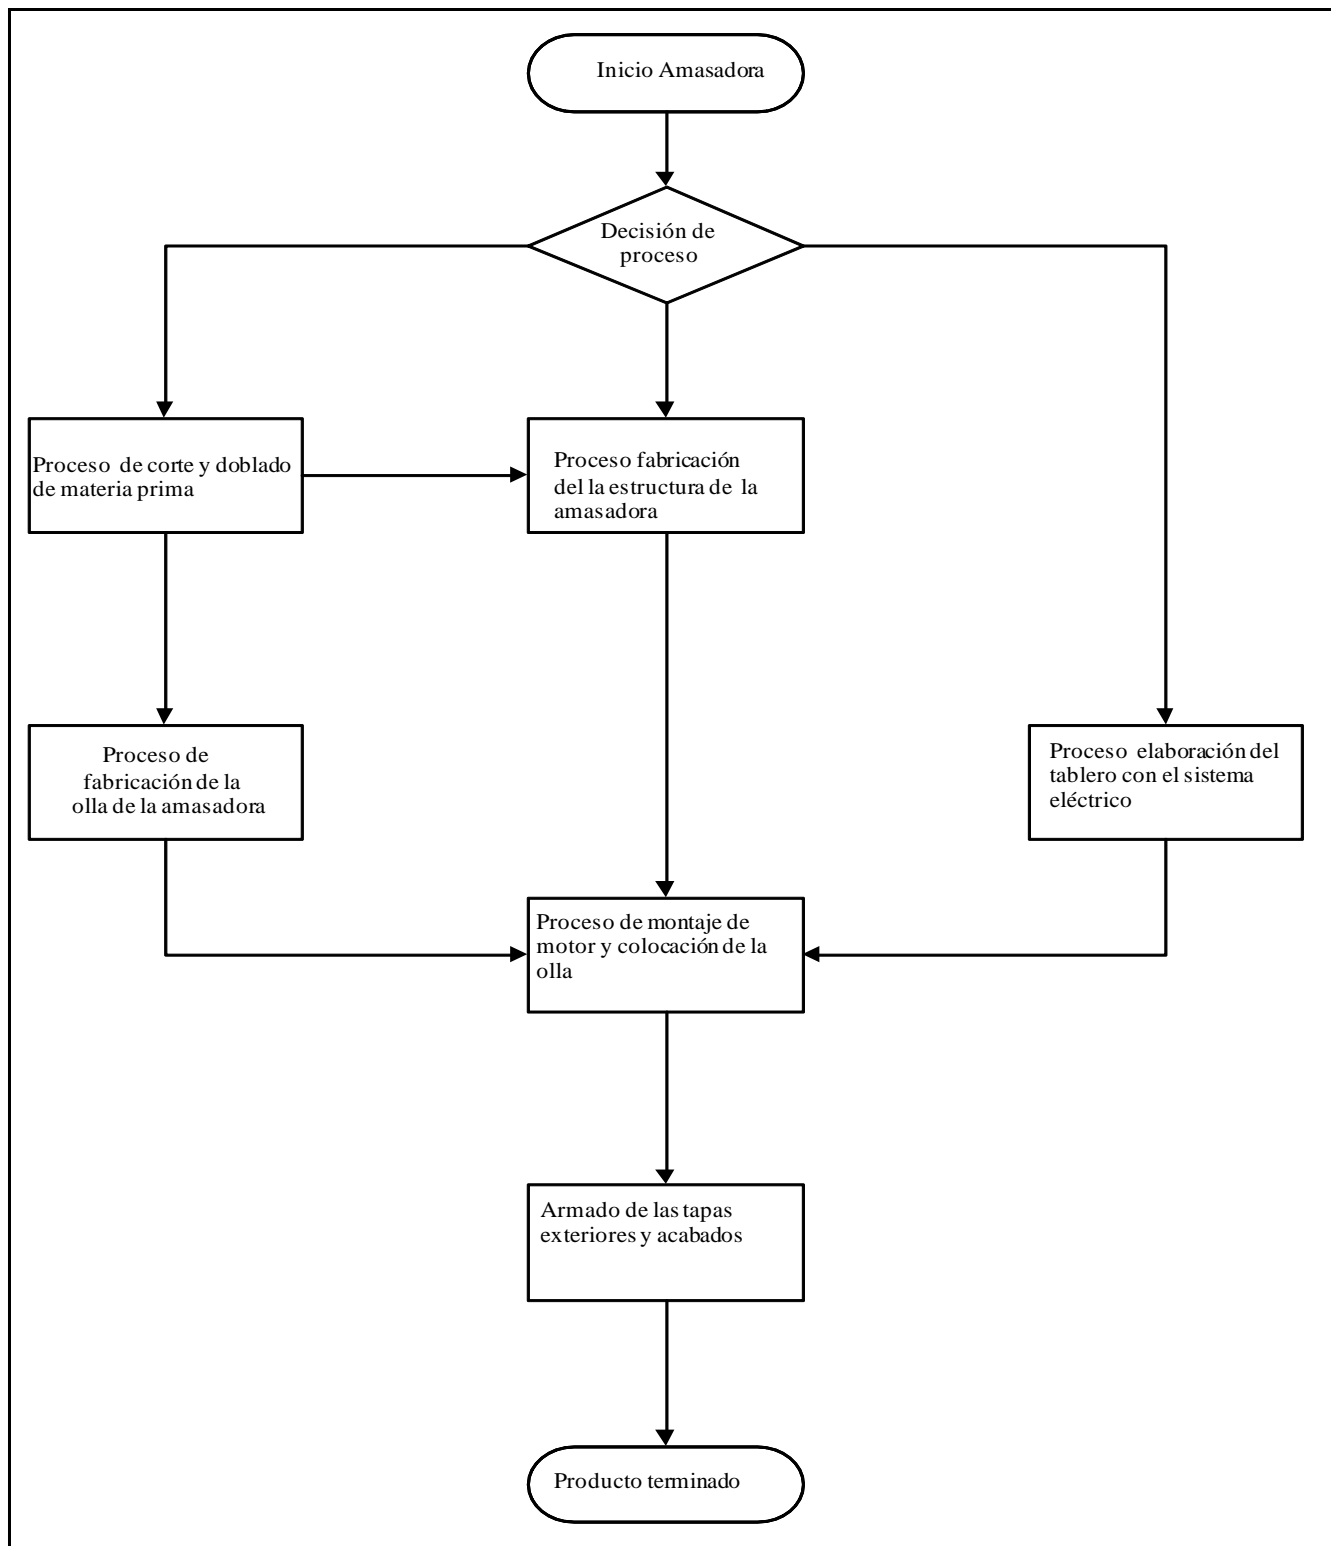 Inicio Amasadora
Decisión de
proceso
Proceso de corte y doblado
de materia prima
Proceso fabricación
del la estructura de la
amasadora
Proceso de
fabricación de la
olla de la amasadora
Proceso elaboración del
tablero con el sistema
eléctrico
Proceso de montaje de
motor y colocación de la
olla
Armado de las tapas
exteriores y acabados
Producto terminado